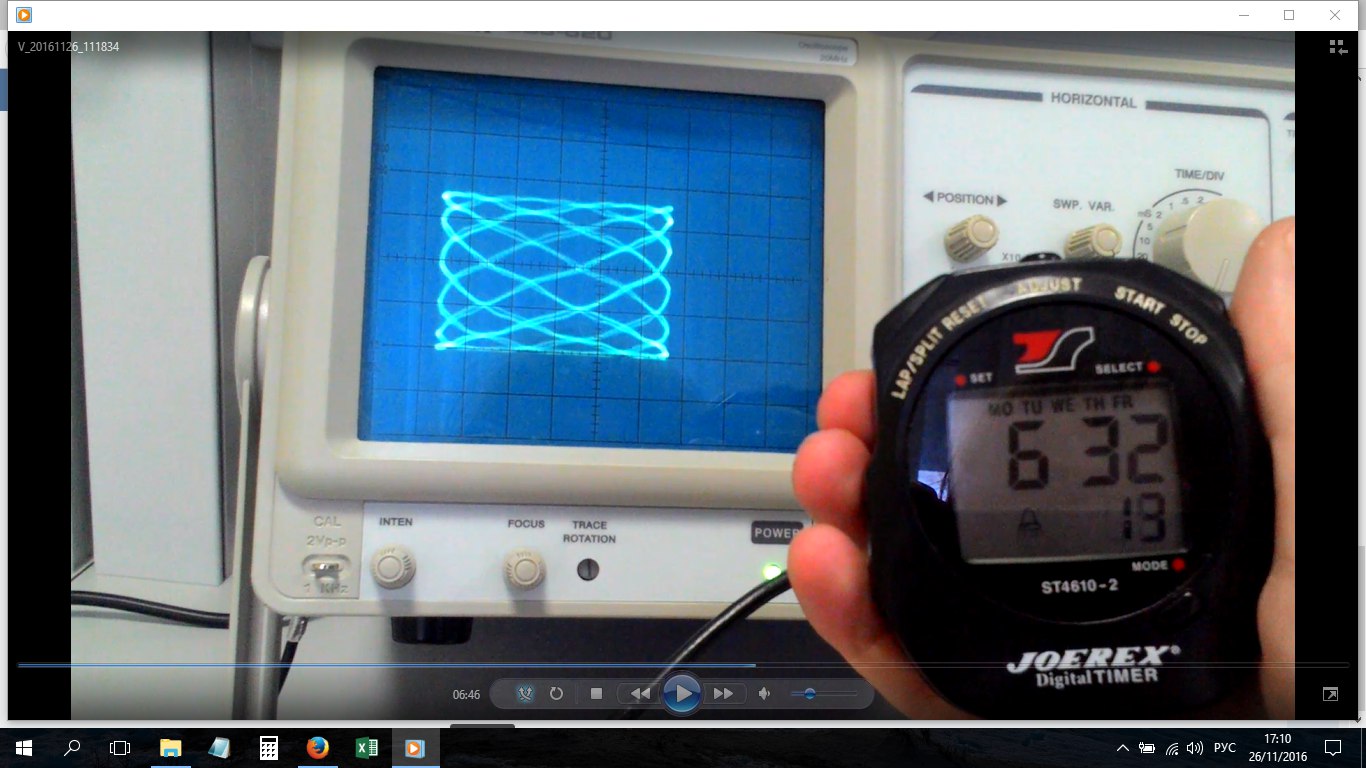 V_20161126_111834
Oscilloscope
20MHz
HORIZONTAL
TIME/DIV
POSITION
SWP. VAR.
mS 2 1 .5 .2
5
10
20
X10
LAP/SPLIT RESET ADJUST START STOP
SET
SELECT
MO TU WE TH FR
6 32
13
MODE
ST4610-2
JOEREX®
Digital TIMER
CAL
2Vp-p
1 KHz
INTEN
FOCUS
TRACE
ROTATION
POWER
06:46
РУС
17:10
26/11/2016